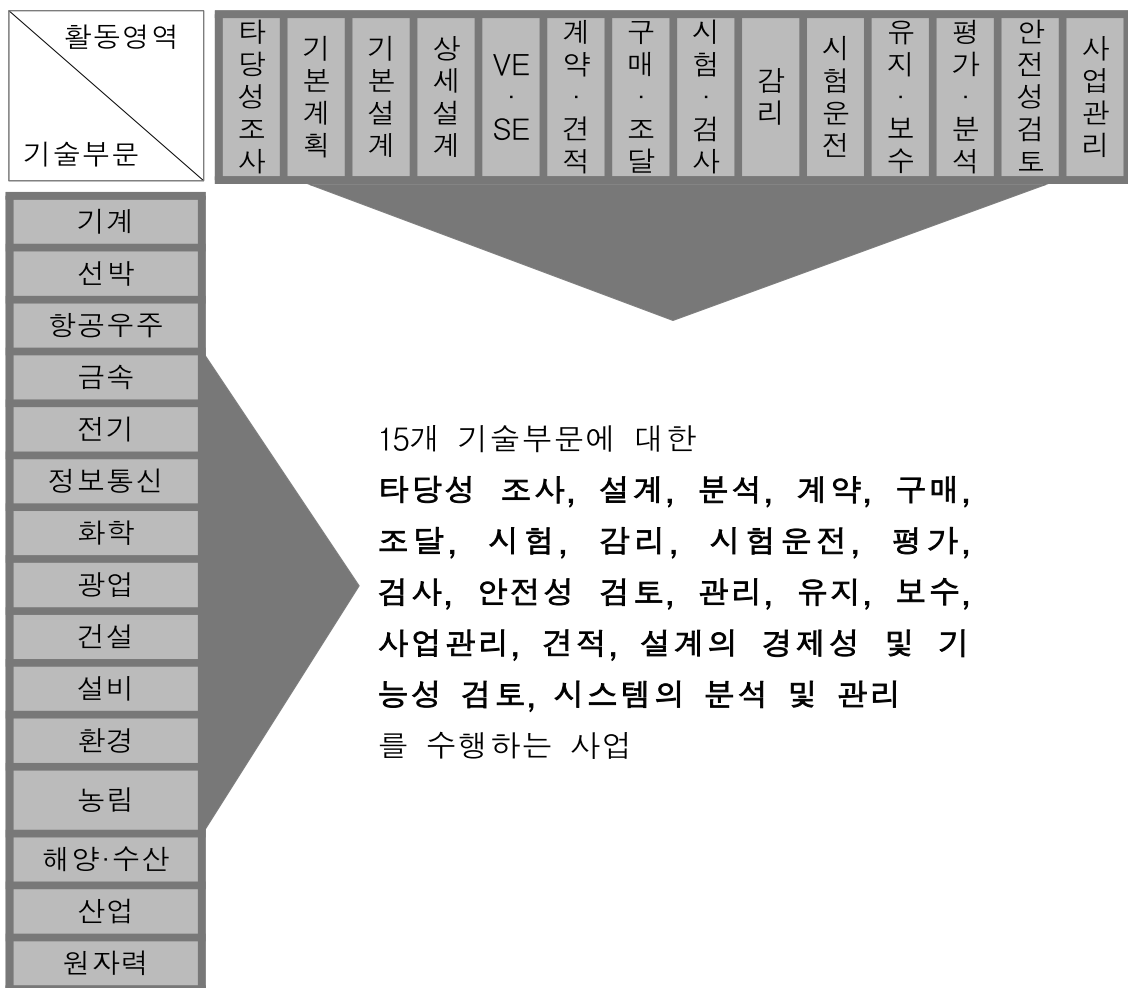 활동영역
기술부문
타당성조사
기본계획
기본설계
상세설계
VE·SE
계약·견적
구매·조달
시험·검사
감리
시험운전
유지·보수
평가·분석
안전성검토
사업관리
기계
선박
항공우주
금속
전기
정보통신
화학
광업
건설
설비
환경
농림
해양·수산
산업
원자력
15개 기술부문에 대한
타당성 조사, 설계, 분석, 계약, 구매,
조달, 시험, 감리, 시험운전, 평가,
검사, 안전성 검토, 관리, 유지, 보수,
사업관리, 견적, 설계의 경제성 및 기
능성 검토, 시스템의 분석 및 관리
를 수행하는 사업